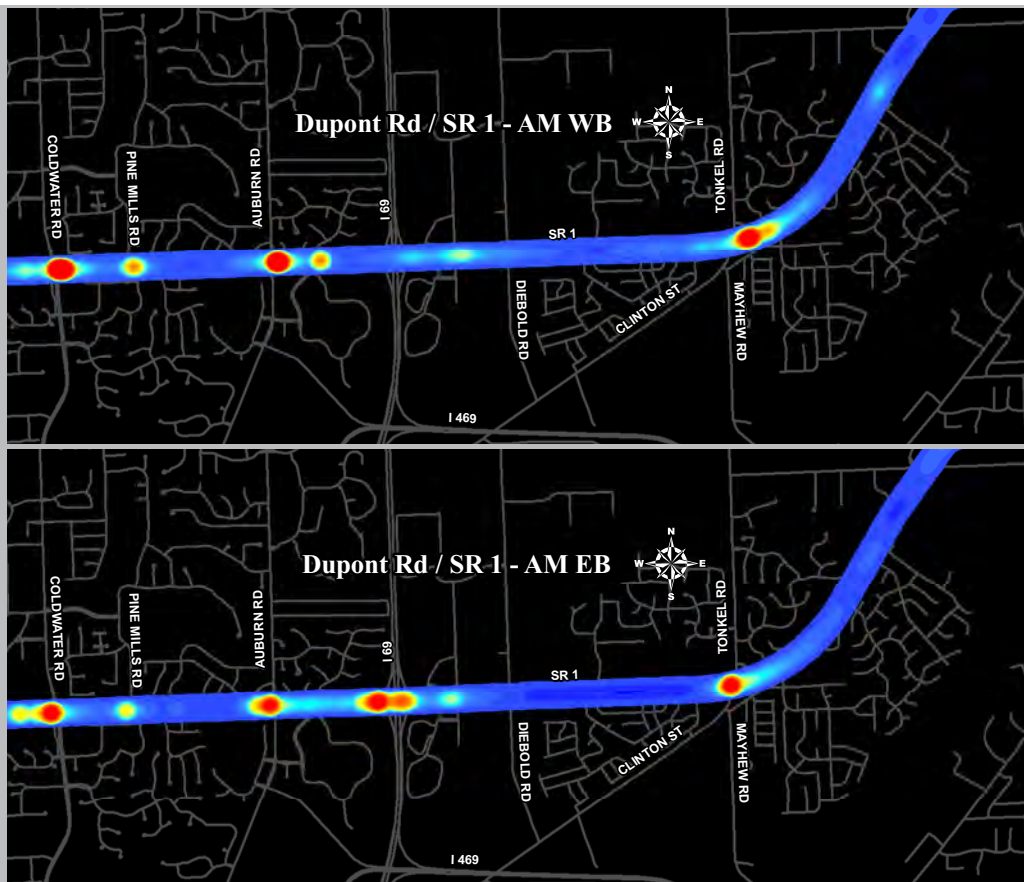 Dupont Rd / SR 1 - AM WB
N
W
E
S
COLDWATER RD
PINE MILLS RD
AUBURN RD
I 69
TONKEL RD
SR 1
DIEBOLD RD
CLINTON ST
MAYHEW RD
I 469
Dupont Rd / SR 1 - AM EB
N
W
E
S
COLDWATER RD
PINE MILLS RD
AUBURN RD
I 69
TONKEL RD
SR 1
DIEBOLD RD
CLINTON ST
MAYHEW RD
I 469